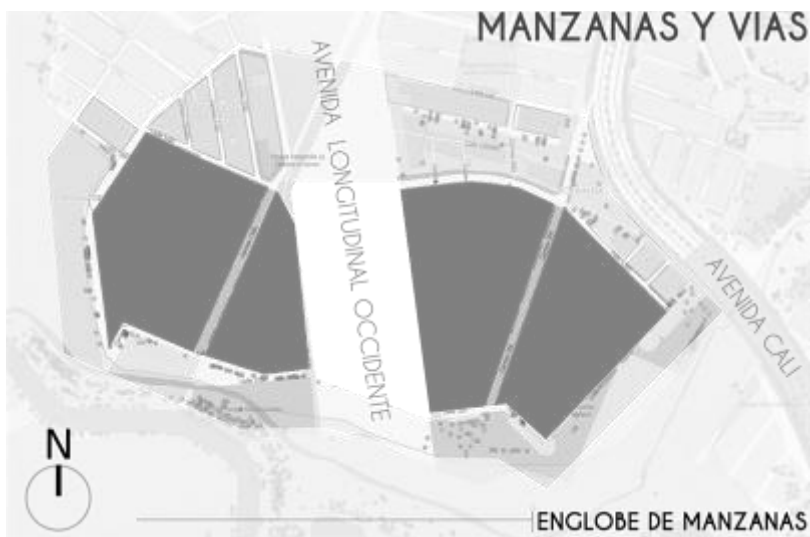 MANZANAS Y VIAS
AVENIDA LONGITUDINAL OCCIDENTE
AVENIDA CALI
N
ENGLOBE DE MANZANAS